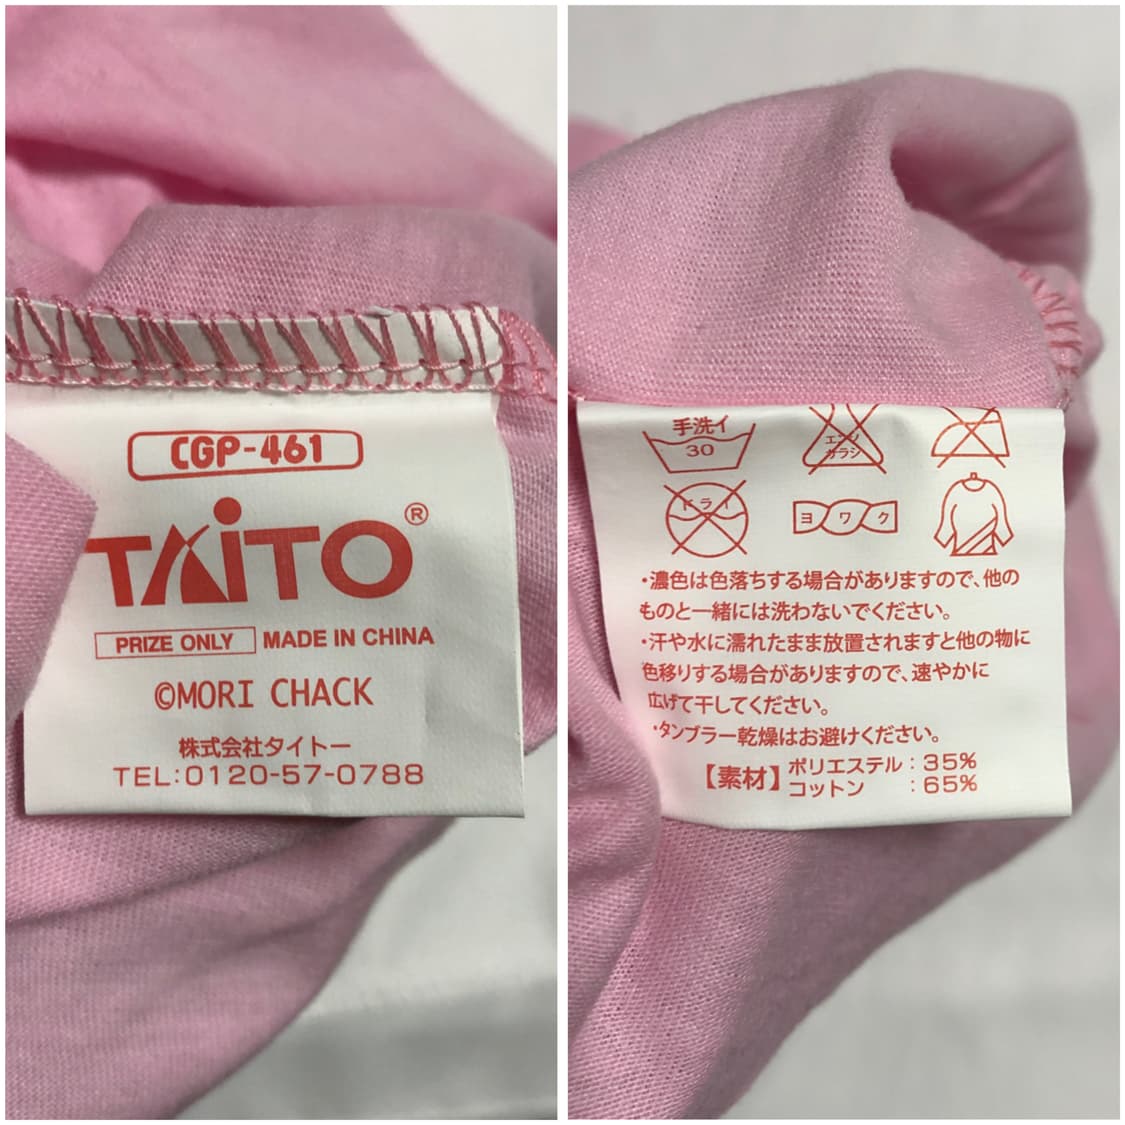 CGP-461
TAiTO®
PRIZE ONLY MADE IN CHINA
©MORI CHACK
株式会社タイトー
TEL:0120-57-0788
手洗イ
30
エンソ
サラシ
ドライ
ヨワク
・濃色は色落ちする場合がありますので、他の
ものと一緒には洗わないでください。
・汗や水に濡れたまま放置されますと他の物に
色移りする場合がありますので、速やかに
広げて干してください。
・タンブラー乾燥はお避けください。
【素材】ポリエステル:35%
コットン:65%